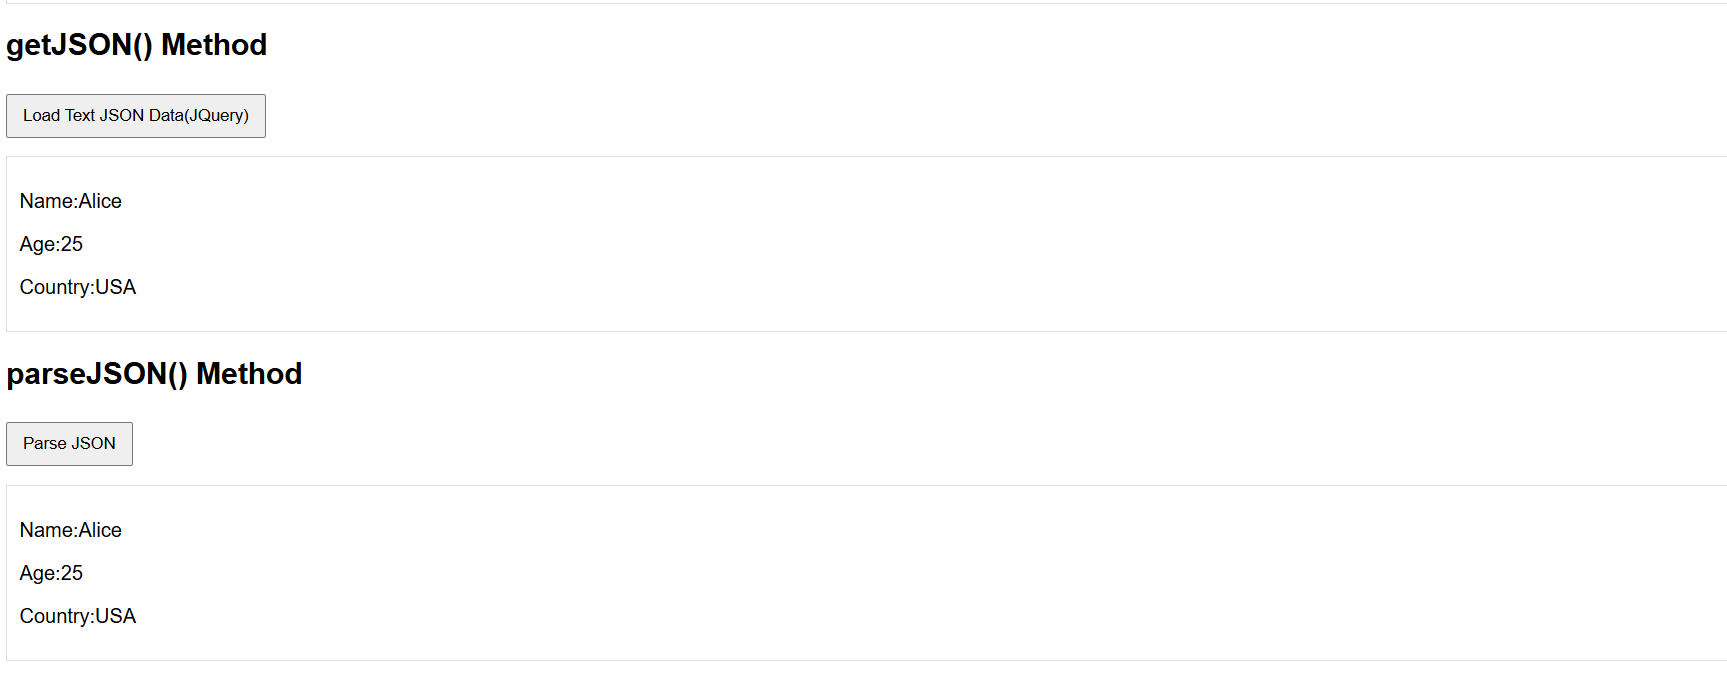 getJSON() Method
Load Text JSON Data(JQuery)
Name:Alice
Age:25
Country:USA
parseJSON() Method
Parse JSON
Name:Alice
Age:25
Country:USA